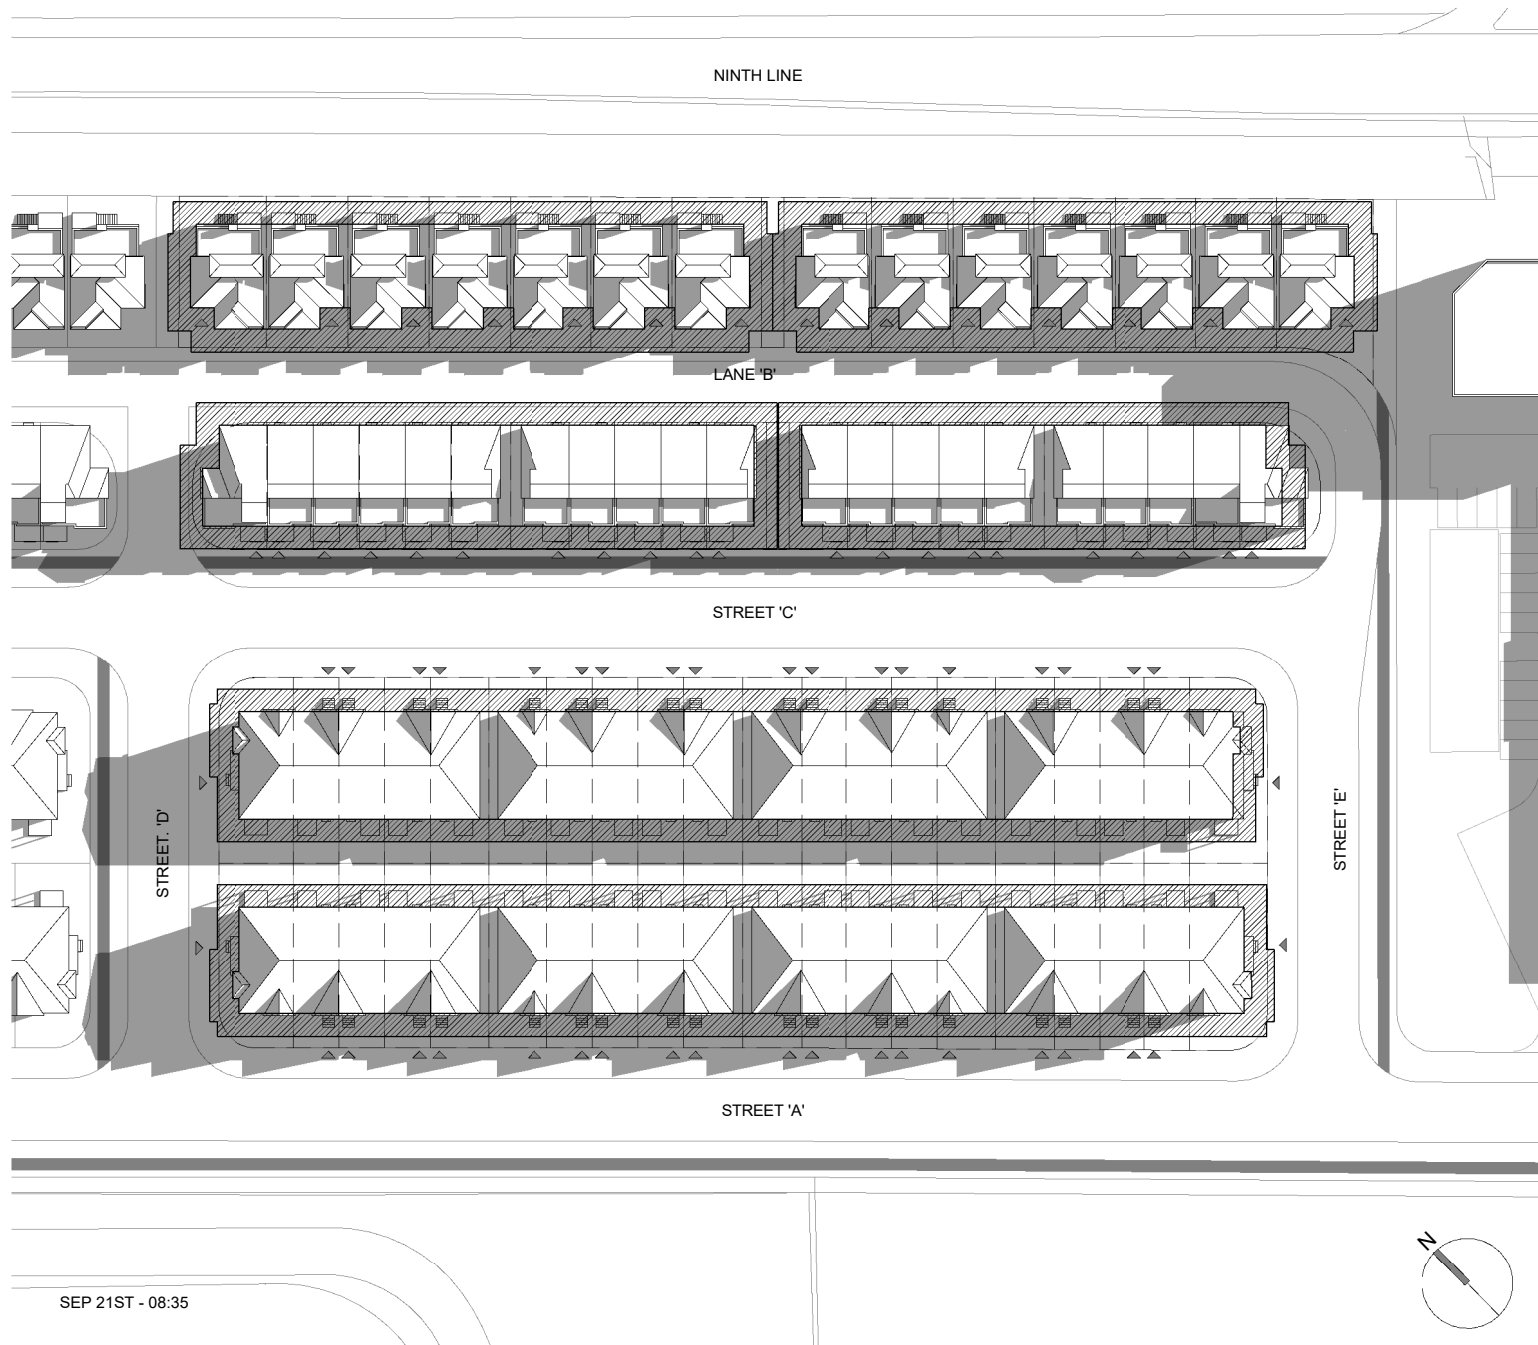 NINTH LINE
LANE 'B'
STREET 'C'
STREET. 'D'
STREET 'E'
STREET 'A'
N
SEP 21ST - 08:35